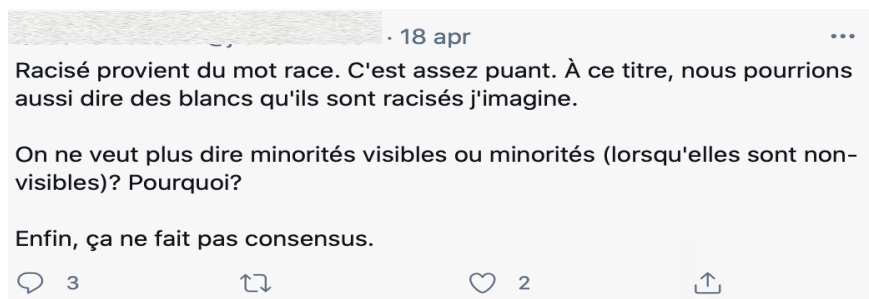 · 18 apr
Racisé provient du mot race. C'est assez puant. À ce titre, nous pourrions
aussi dire des blancs qu'ils sont racisés j'imagine.
On ne veut plus dire minorités visibles ou minorités (lorsqu'elles sont non-
visibles)? Pourquoi?
Enfin, ça ne fait pas consensus.
3 2